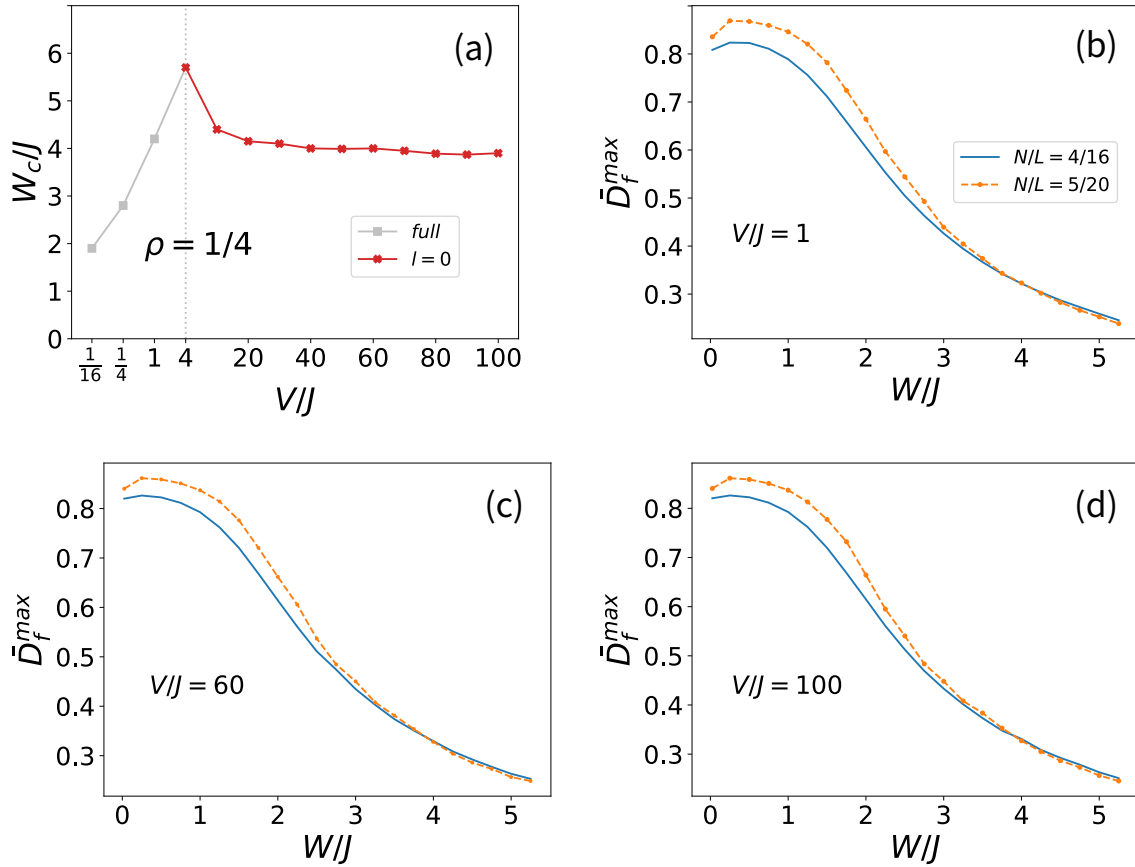 (a)
W_c/J
6
5
4
3
2
1
0
ρ = 1/4
full
l = 0
1/16 1/4 1 4 20 40 60 80 100
V/J
(b)
D̄_f^max
0.8
0.7
0.6
0.5
0.4
0.3
N/L = 4/16
N/L = 5/20
V/J = 1
0 1 2 3 4 5
W/J
(c)
D̄_f^max
0.8
0.7
0.6
0.5
0.4
0.3
V/J = 60
0 1 2 3 4 5
W/J
(d)
D̄_f^max
0.8
0.7
0.6
0.5
0.4
0.3
V/J = 100
0 1 2 3 4 5
W/J